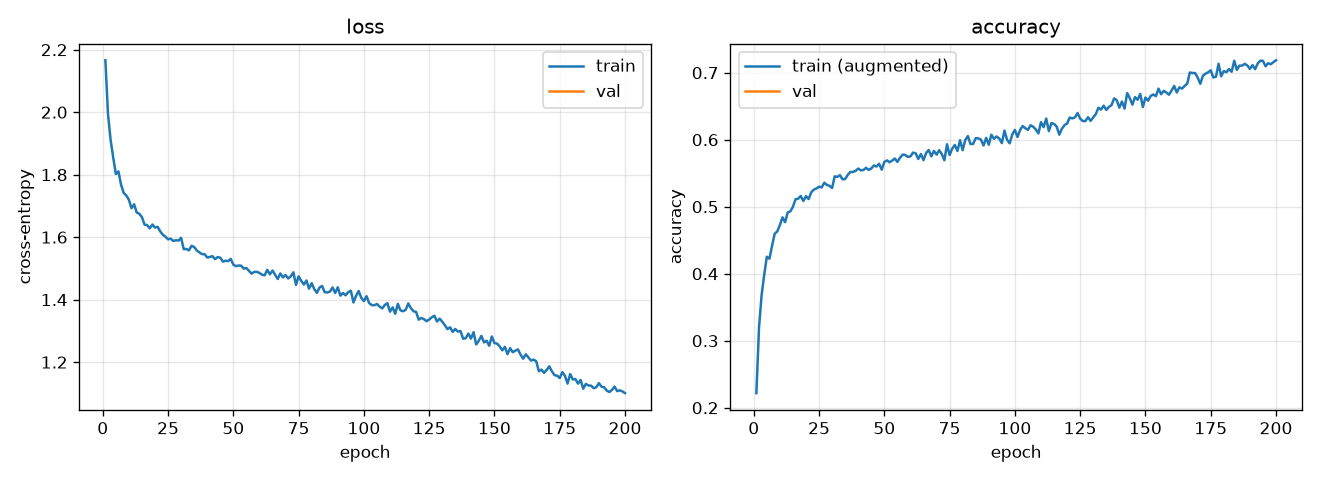 loss
cross-entropy
2.2
2.0
1.8
1.6
1.4
1.2
train
val
0 25 50 75 100 125 150 175 200
epoch
accuracy
accuracy
0.7
0.6
0.5
0.4
0.3
0.2
train (augmented)
val
0 25 50 75 100 125 150 175 200
epoch